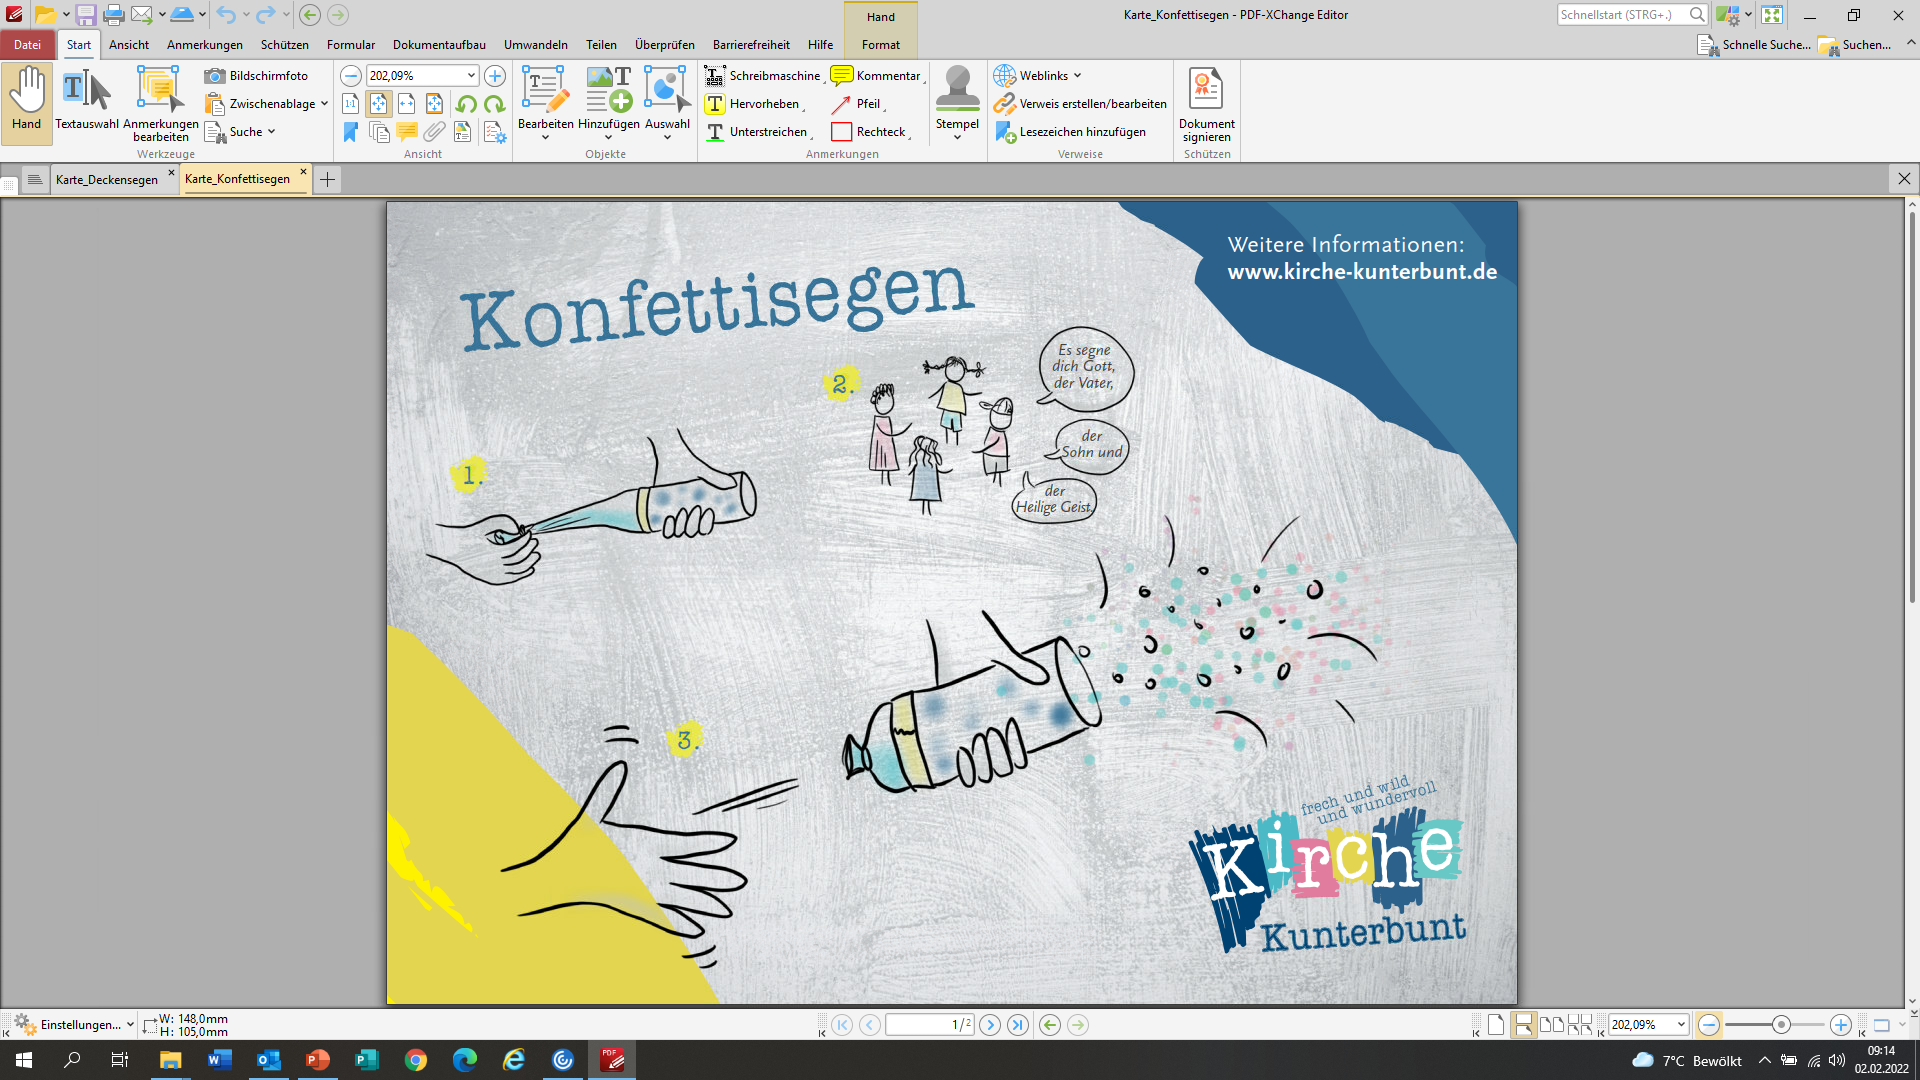 Karte_Konfettisegen - PDF-XChange Editor
Hand
Schnellstart (STRG+.)
Datei
Start
Ansicht
Anmerkungen
Schützen
Formular
Dokumentaufbau
Umwandeln
Teilen
Überprüfen
Barrierefreiheit
Hilfe
Format
Schnelle Suche...
Suchen...
Hand
Textauswahl
Anmerkungen
bearbeiten
Bildschirmfoto
Zwischenablage
Suche
Werkzeuge
202,09%
1:1
Ansicht
Bearbeiten
Hinzufügen
Auswahl
Objekte
Schreibmaschine
Hervorheben
Unterstreichen
Kommentar
Pfeil
Rechteck
Anmerkungen
Stempel
Weblinks
Verweis erstellen/bearbeiten
Lesezeichen hinzufügen
Verweise
Dokument
signieren
Schützen
Karte_Deckensegen
Karte_Konfettisegen
Weitere Informationen:
www.kirche-kunterbunt.de
Konfettisegen
1.
2.
Es segne
dich Gott,
der Vater,
der
Sohn und
der
Heilige Geist.
3.
frech und wild
und wundervoll
Kirche
Kunterbunt
Einstellungen...
W: 148,0mm
H: 105,0mm
1/2
202,09%
7°C Bewölkt
09:14
02.02.2022